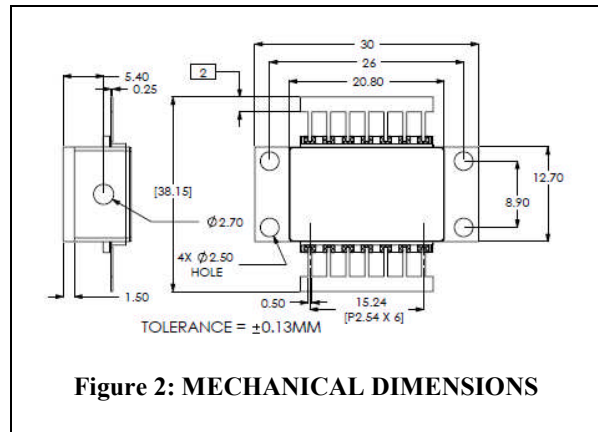 30
26
20.80
5.40
0.25
2
[38.15]
12.70
8.90
Ø2.70
4X Ø2.50
HOLE
1.50
0.50
15.24
[P2.54 X 6]
TOLERANCE = ±0.13MM
Figure 2: MECHANICAL DIMENSIONS